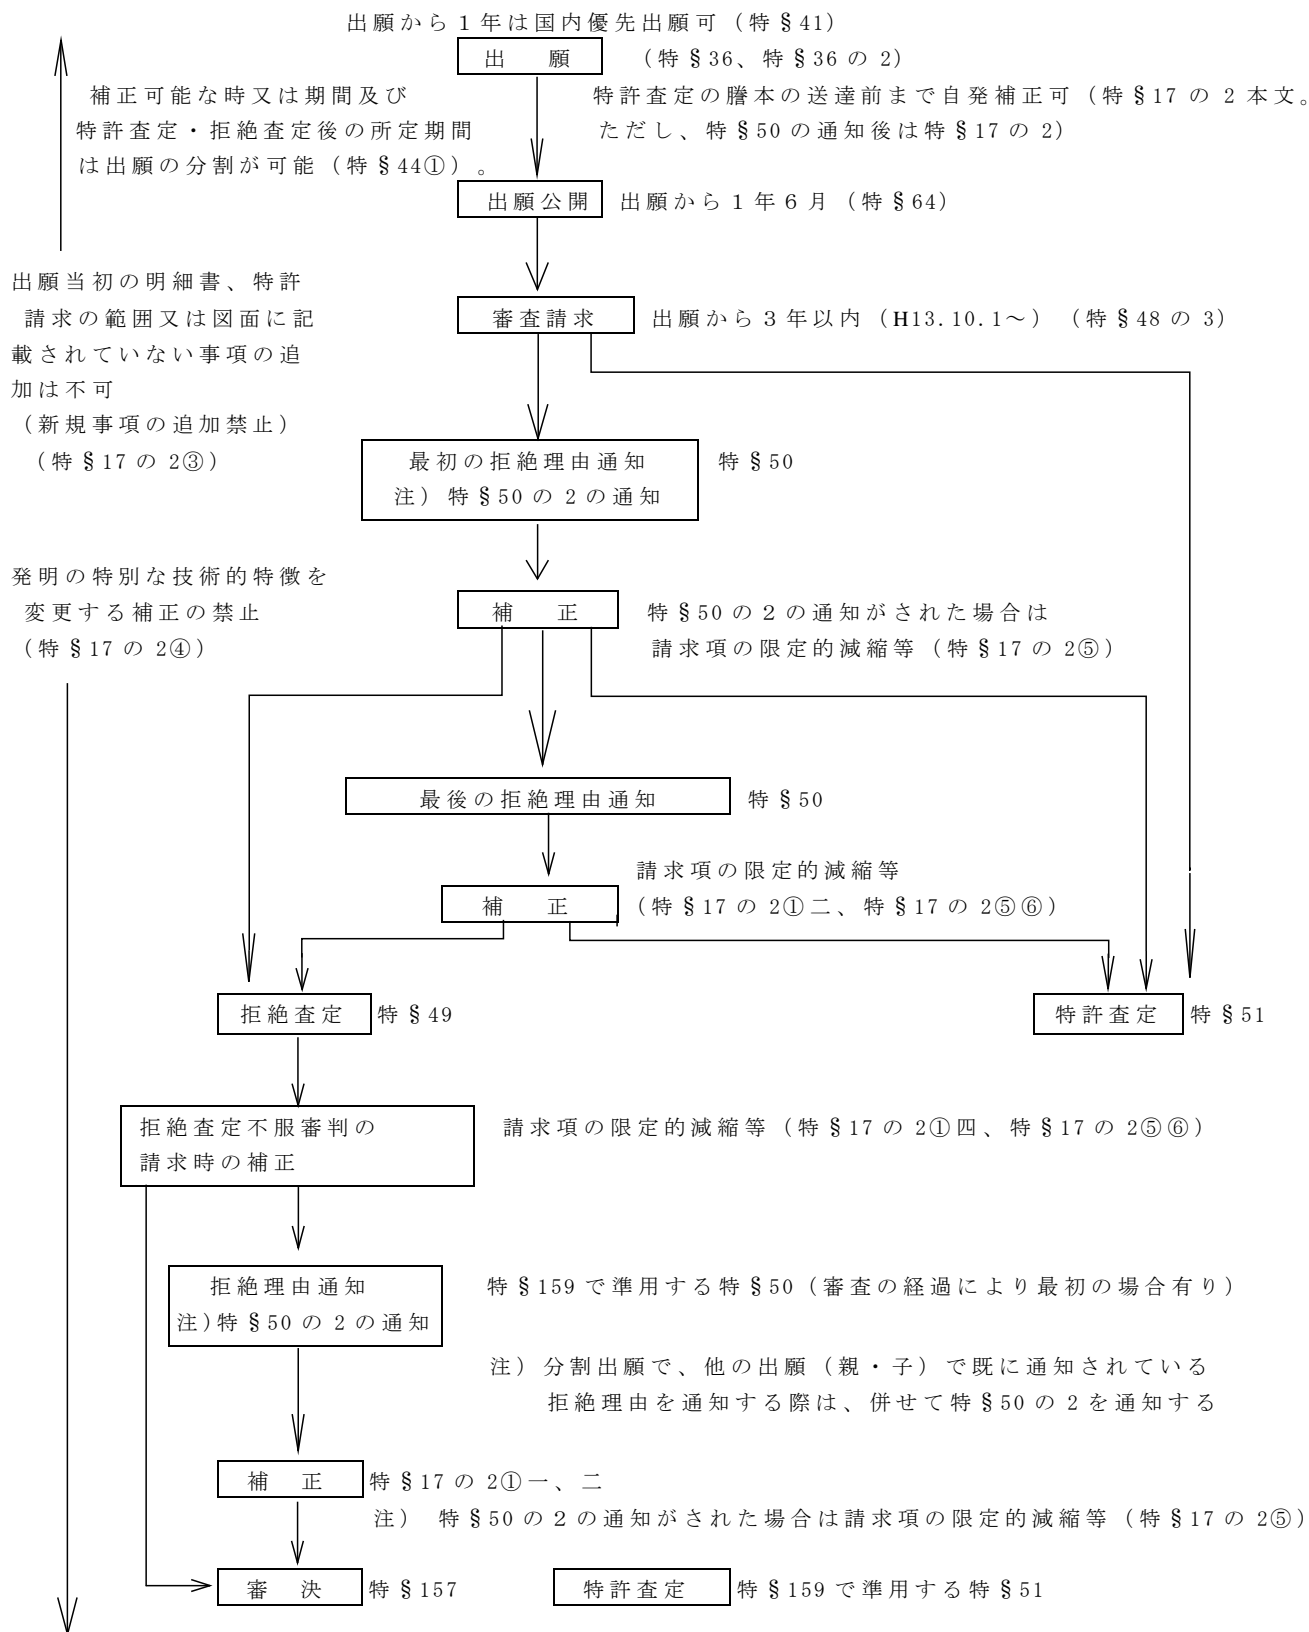 出願から１年は国内優先出願可（特§41）
出　願
（特§36、特§36の2）
補正可能な時又は期間及び
特許査定・拒絶査定後の所定期間
は出願の分割が可能（特§44①）。
特許査定の謄本の送達前まで自発補正可（特§17の2本文。
ただし、特§50の通知後は特§17の2）
出願公開
出願から１年６月（特§64）
出願当初の明細書、特許
請求の範囲又は図面に記
載されていない事項の追
加は不可
（新規事項の追加禁止）
（特§17の2③）
審査請求
出願から３年以内（H13.10.1～）（特§48の3）
最初の拒絶理由通知
注）特§50の2の通知
特§50
発明の特別な技術的特徴を
変更する補正の禁止
（特§17の2④）
補　正
特§50の２の通知がされた場合は
請求項の限定的減縮等（特§17の2⑤）
最後の拒絶理由通知
特§50
補　正
請求項の限定的減縮等
（特§17の2①二、特§17の2⑤⑥）
拒絶査定
特§49
特許査定
特§51
拒絶査定不服審判の
請求時の補正
請求項の限定的減縮等（特§17の2①四、特§17の2⑤⑥）
拒絶理由通知
注)特§50の2の通知
特§159で準用する特§50（審査の経過により最初の場合有り）
注）分割出願で、他の出願（親・子）で既に通知されている
拒絶理由を通知する際は、併せて特§50の2を通知する
補　正
特§17の2①一、二
注）　特§50の２の通知がされた場合は請求項の限定的減縮等（特§17の2⑤）
審　決
特§157
特許査定
特§159で準用する特§51